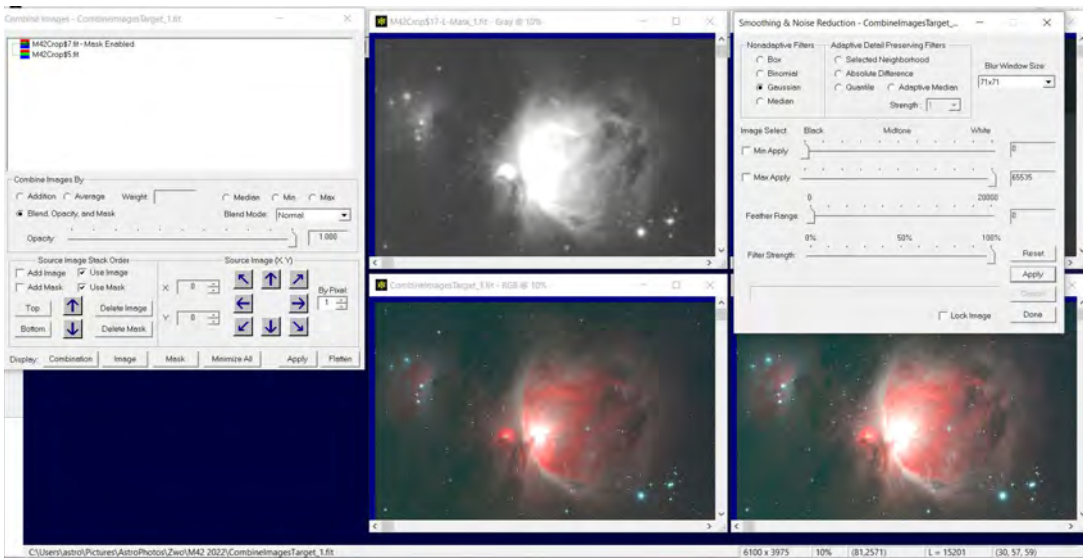 Combine Images - CombineImagesTarget_1.fit
M42Crop$7.fit - Mask Enabled
M42Crop$5.fit
Combine Images By
Addition Average Weight: Median Min Max
Blend, Opacity, and Mask Blend Mode: Normal
Opacity: 1.000
Source Image Stack Order Source Image (X,Y)
Add Image Use Image
Add Mask Use Mask X: 0 By Pixel:
Top Delete Image 1
Bottom Delete Mask Y: 0
Display: Combination Image Mask Minimize All Apply Flatten
M42Crop$17-L-Mask_1.fit - Gray @ 10%
CombineImagesTarget_1.fit - RGB @ 10%
Smoothing & Noise Reduction - CombineImagesTarget_...
Nonadaptive Filters Adaptive Detail Preserving Filters
Box Selected Neighborhood Blur Window Size:
Binomial Absolute Difference 71x71
Gaussian Quantile Adaptive Median
Median Strength: 1
Image Select Black Midtone White
Min Apply 0
Max Apply 65535
0 20000
Feather Range: 0
0% 50% 100%
Filter Strength: Reset
Apply
Lock Image Done
C:\Users\astro\Pictures\AstroPhotos\Zwo\M42 2022\CombineImagesTarget_1.fit 6100 x 3975 10% (81,2571) L = 15201 (30, 57, 59)